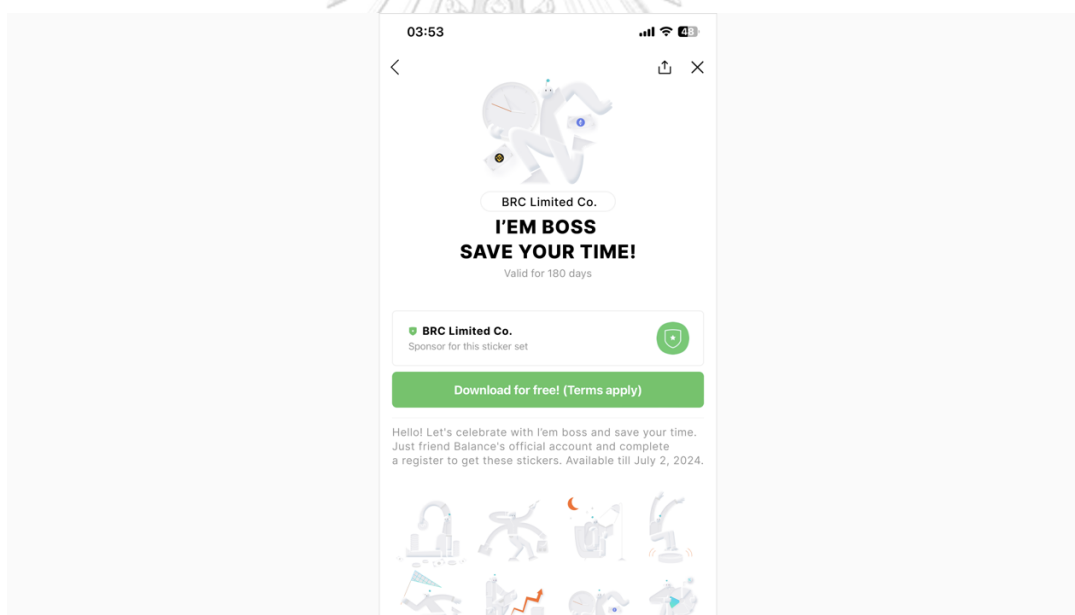 03:53
48
BRC Limited Co.
I'EM BOSS
SAVE YOUR TIME!
Valid for 180 days
BRC Limited Co.
Sponsor for this sticker set
Download for free! (Terms apply)
Hello! Let's celebrate with I'em boss and save your time.
Just friend Balance's official account and complete
a register to get these stickers. Available till July 2, 2024.